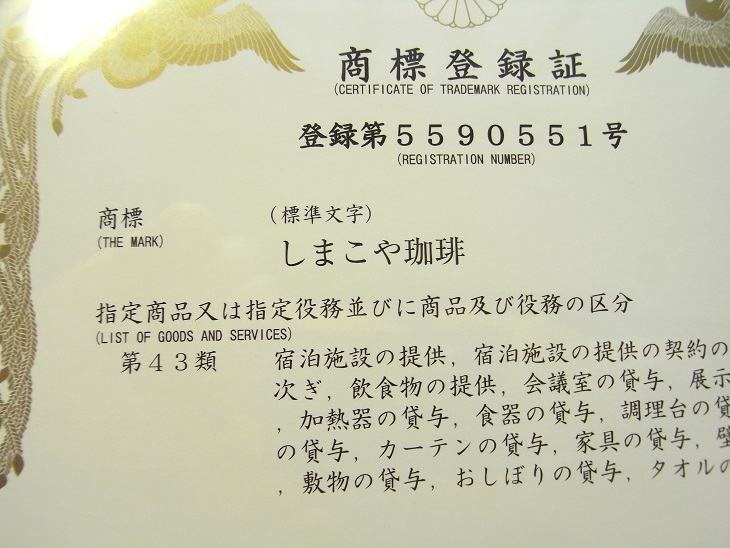 商標登録証
(CERTIFICATE OF TRADEMARK REGISTRATION)
登録第5590551号
(REGISTRATION NUMBER)
商標
(THE MARK)
(標準文字)
しまこや珈琲
指定商品又は指定役務並びに商品及び役務の区分
(LIST OF GOODS AND SERVICES)
第43類
宿泊施設の提供,宿泊施設の提供の契約の
次ぎ,飲食物の提供,会議室の貸与,展示
,加熱器の貸与,食器の貸与,調理台の貸
の貸与,カーテンの貸与,家具の貸与,壁
,敷物の貸与,おしぼりの貸与,タオルの